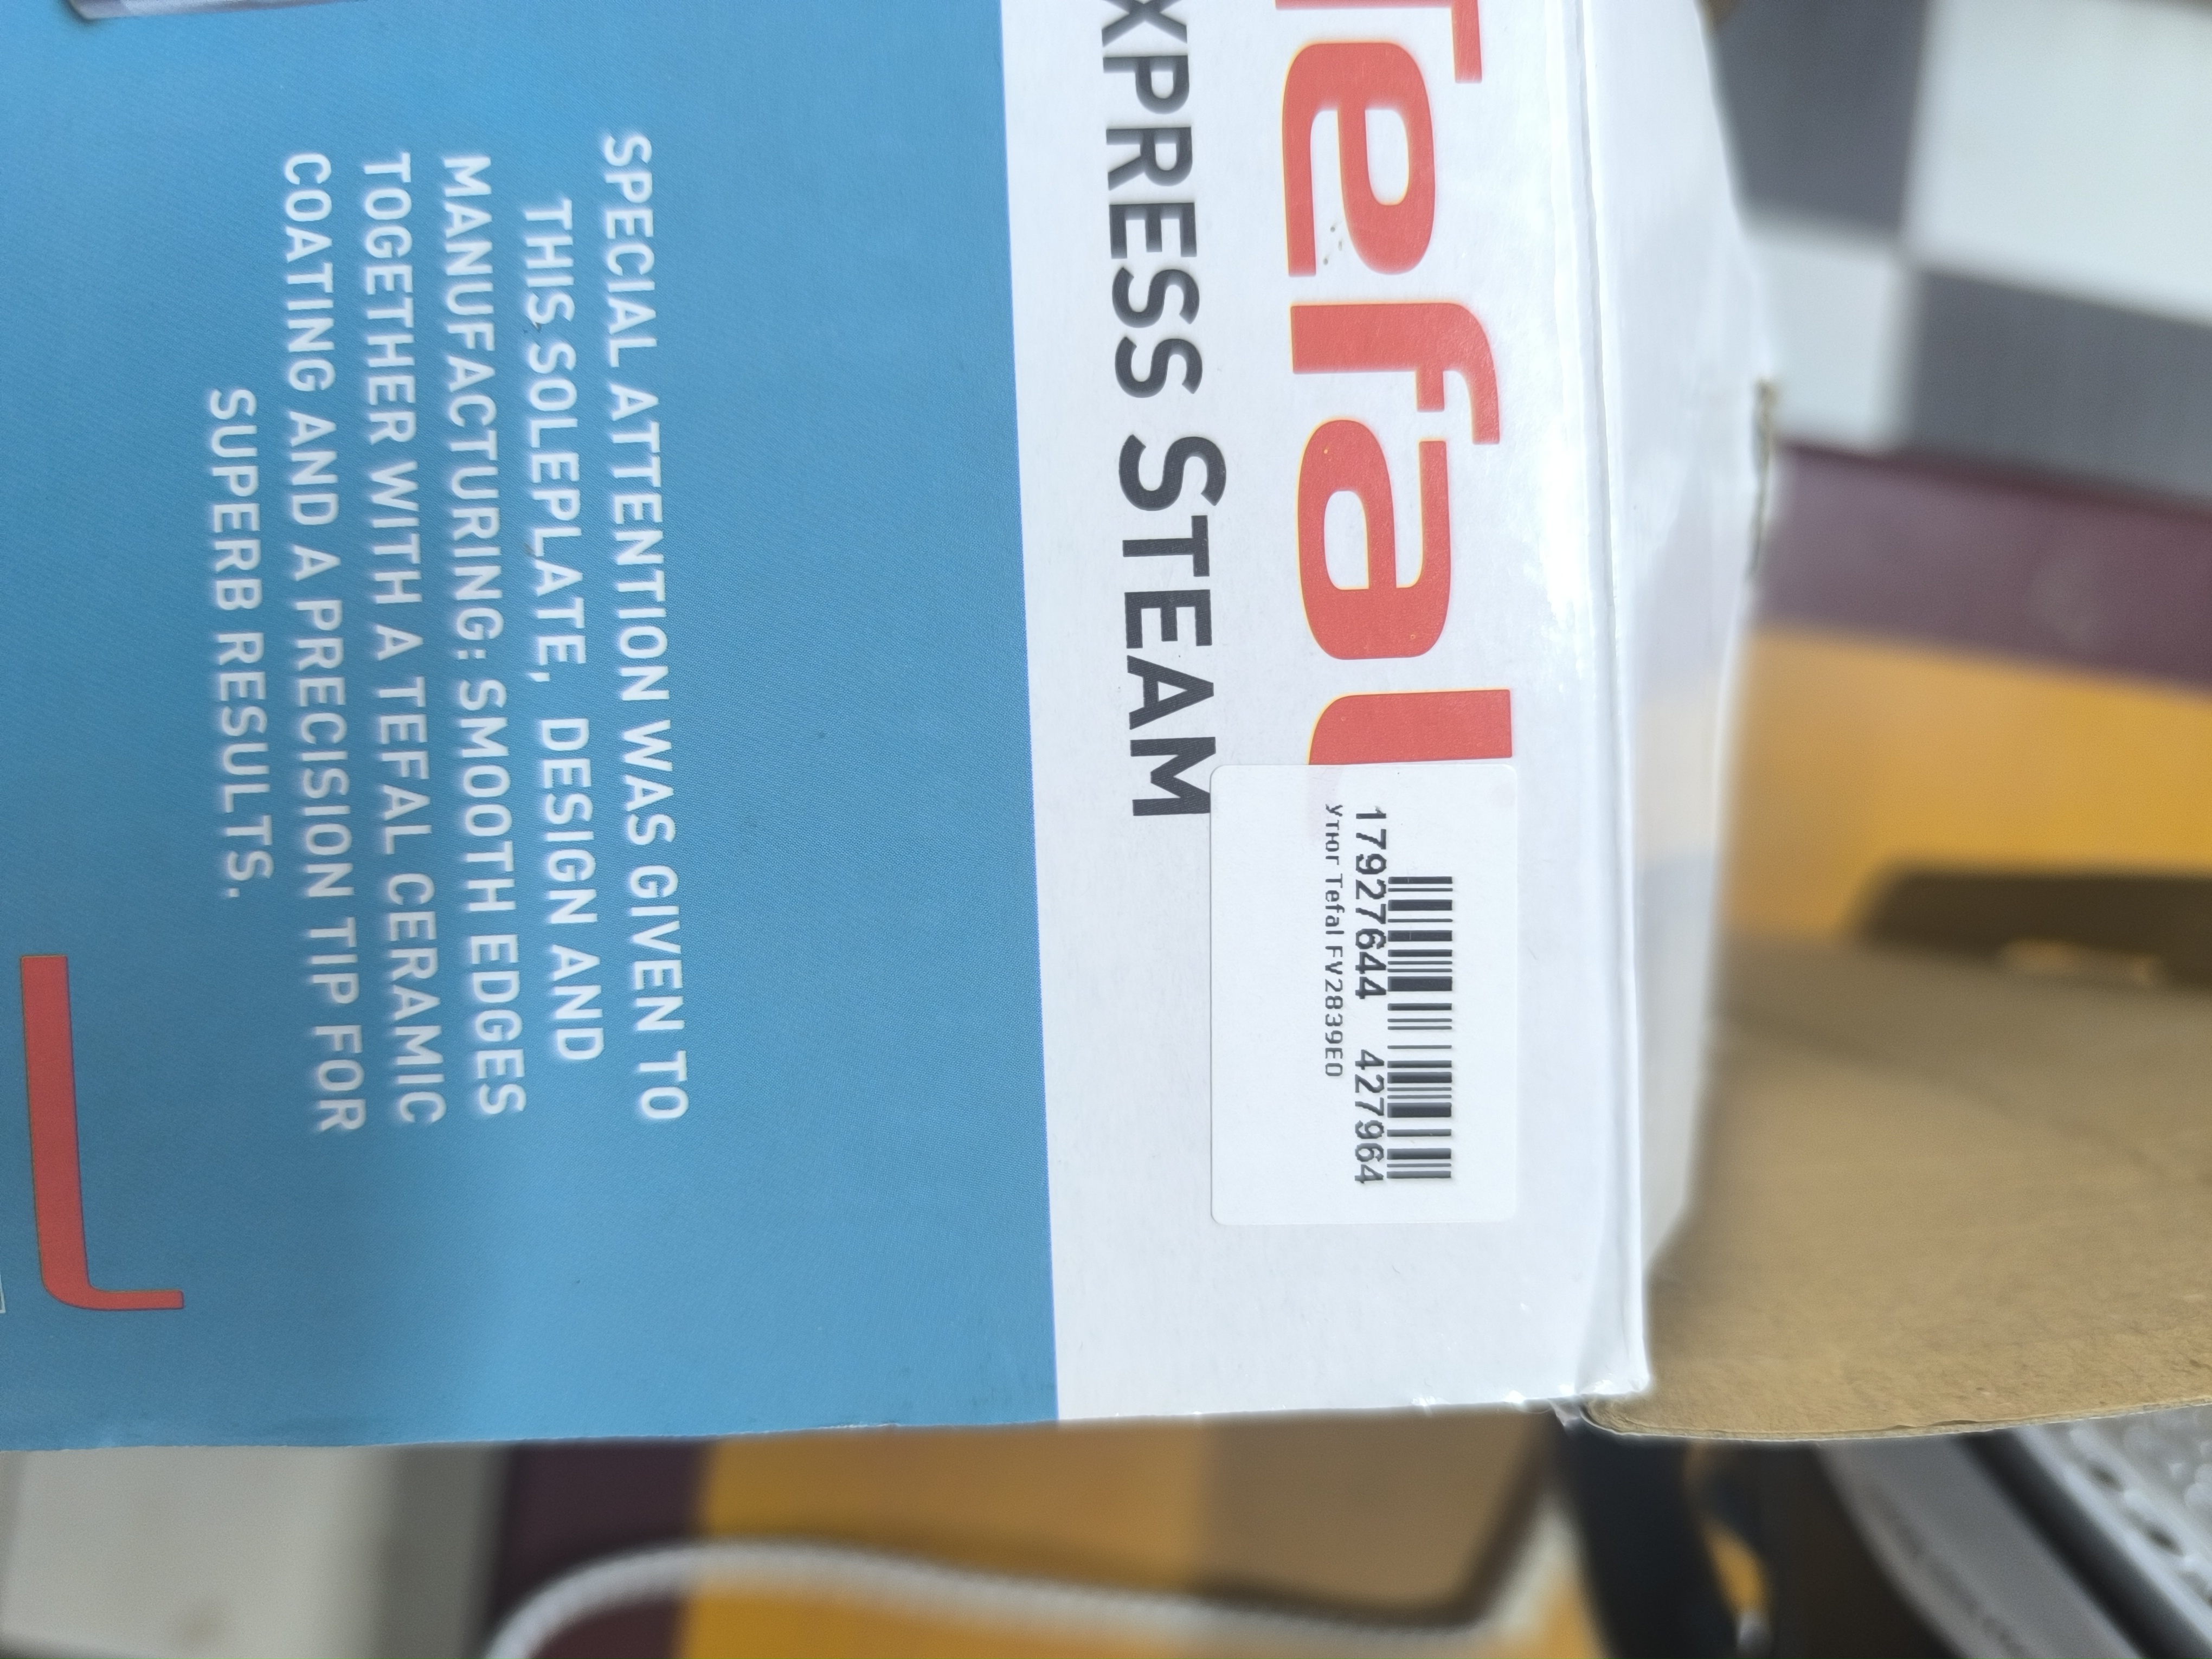 Tefal
XPRESS STEAM
179276644 427964
Утюг Tefal FV2839E0
SPECIAL ATTENTION WAS GIVEN TO
THIS SOLEPLATE, DESIGN AND
MANUFACTURING: SMOOTH EDGES
TOGETHER WITH A TEFAL CERAMIC
COATING AND A PRECISION TIP FOR
SUPERB RESULTS.